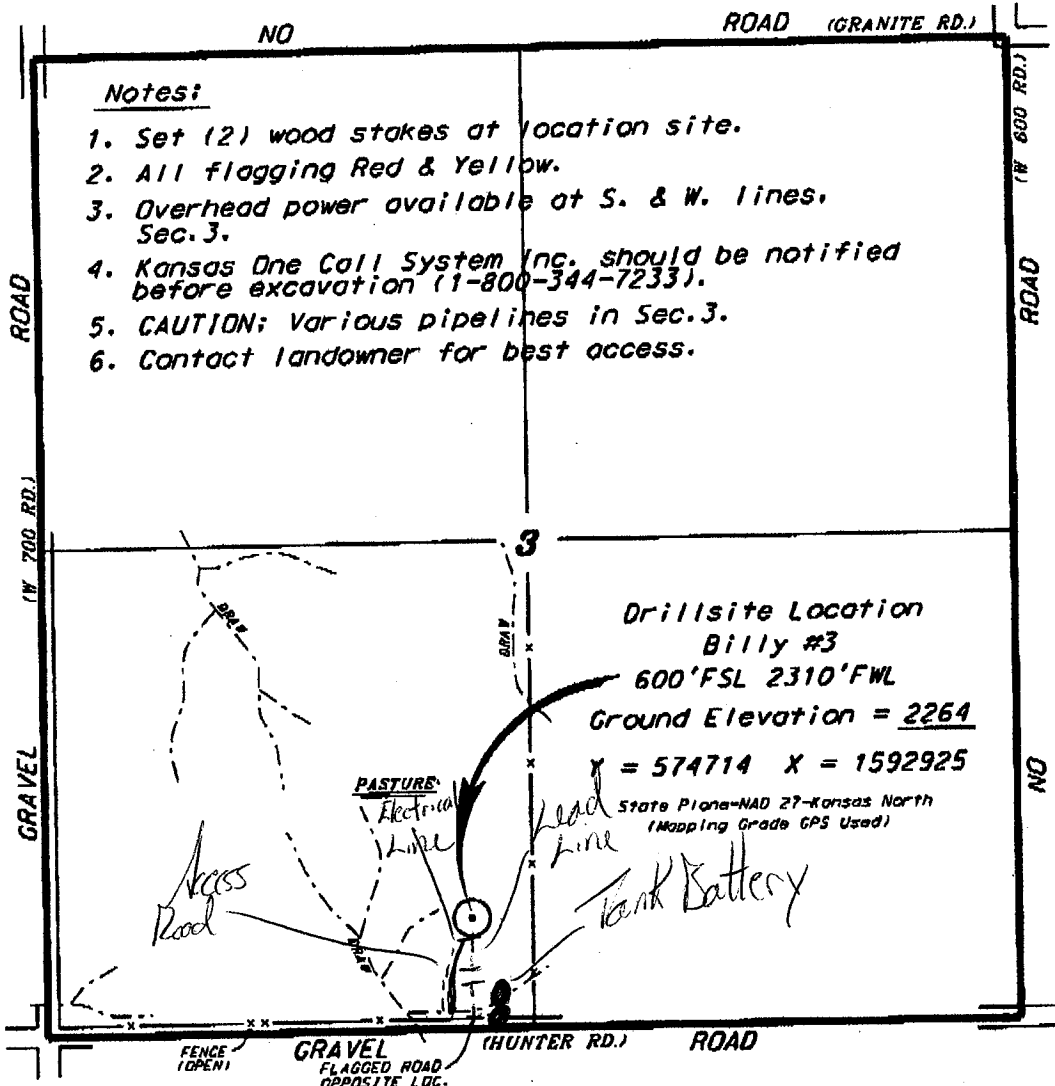 NO ROAD (GRANITE RD.)
Notes:
1. Set (2) wood stakes at location site.
2. All flagging Red & Yellow.
3. Overhead power available at S. & W. lines,
Sec.3.
4. Kansas One Call System Inc. should be notified
before excavation (1-800-344-7233).
5. CAUTION: Various pipelines in Sec.3.
6. Contact landowner for best access.
(W 600 RD.)
ROAD
NO
ROAD
(W 700 RD.)
GRAVEL
3
DRAW
DRAW
Drillsite Location
Billy #3
600'FSL 2310'FWL
Ground Elevation = 2264
Y = 574714 X = 1592925
State Plane-NAD 27-Kansas North
(Mapping Grade GPS Used)
PASTURE
Electrical
Line
Lead
Line
Access
Road
Tank Battery
DRAW
FENCE
(OPEN)
GRAVEL (HUNTER RD.) ROAD
FLAGGED ROAD
OPPOSITE LOC.